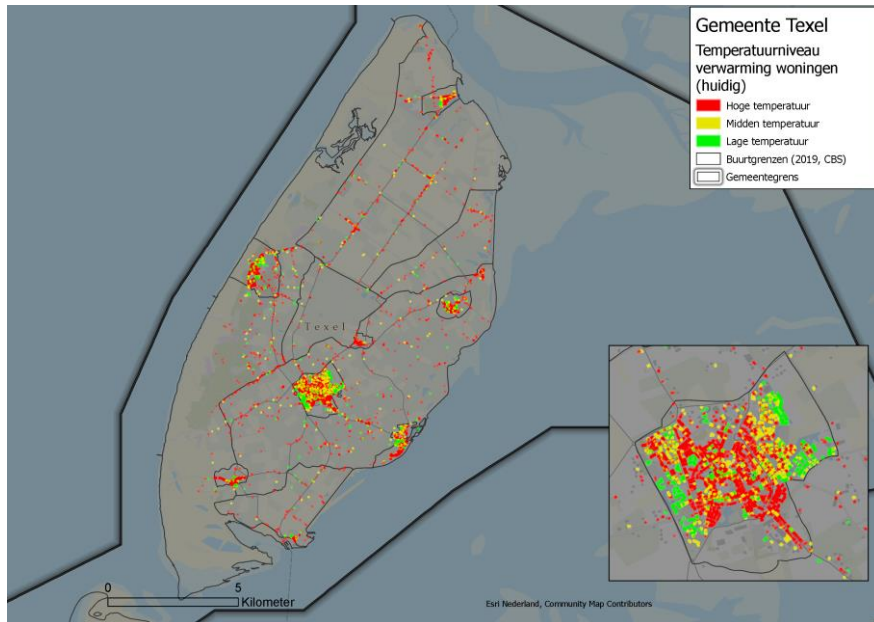 Gemeente Texel
Temperatuurniveau
verwarming woningen
(huidig)
Hoge temperatuur
Midden temperatuur
Lage temperatuur
Buurtgrenzen (2019, CBS)
Gemeentegrens
Texel
0 5
Kilometer
Esri Nederland, Community Map Contributors